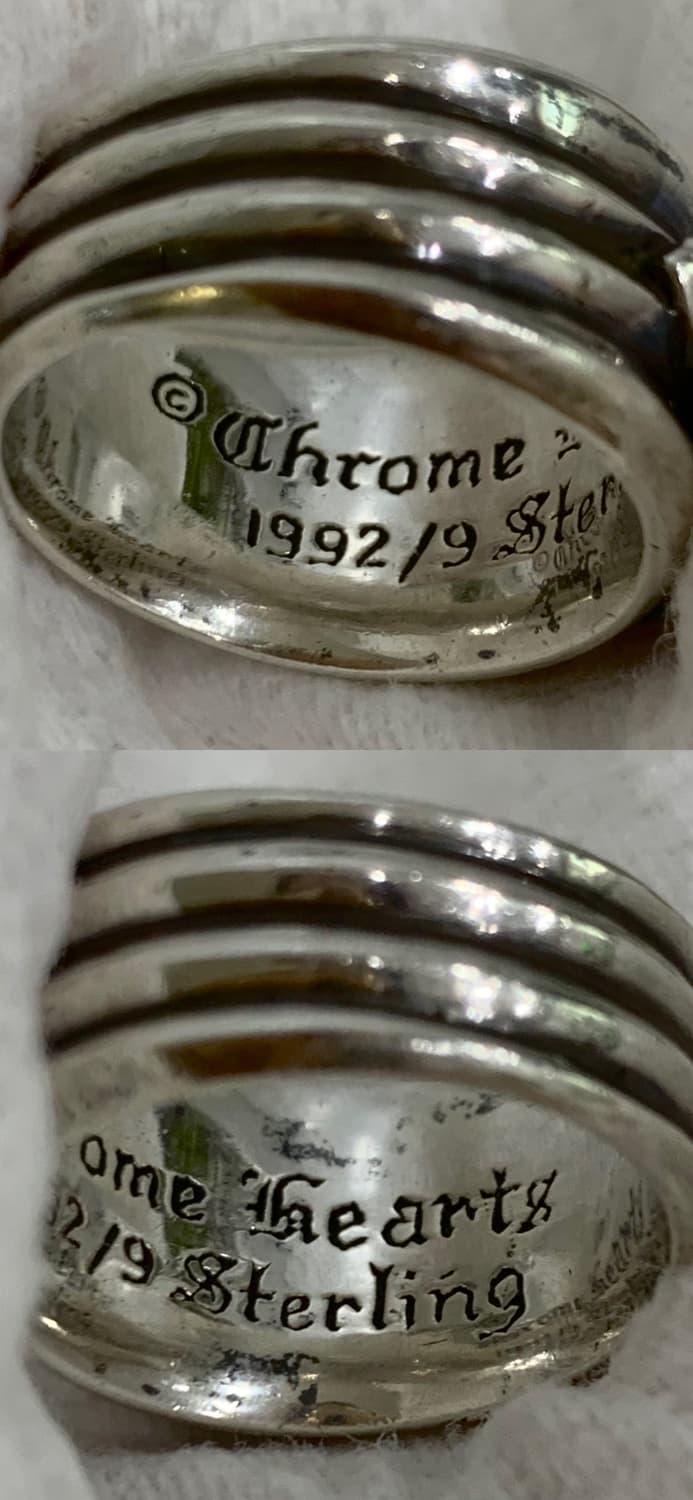 ©Chrome
1992/9 Ster
ome Hearts
2/9 Sterling